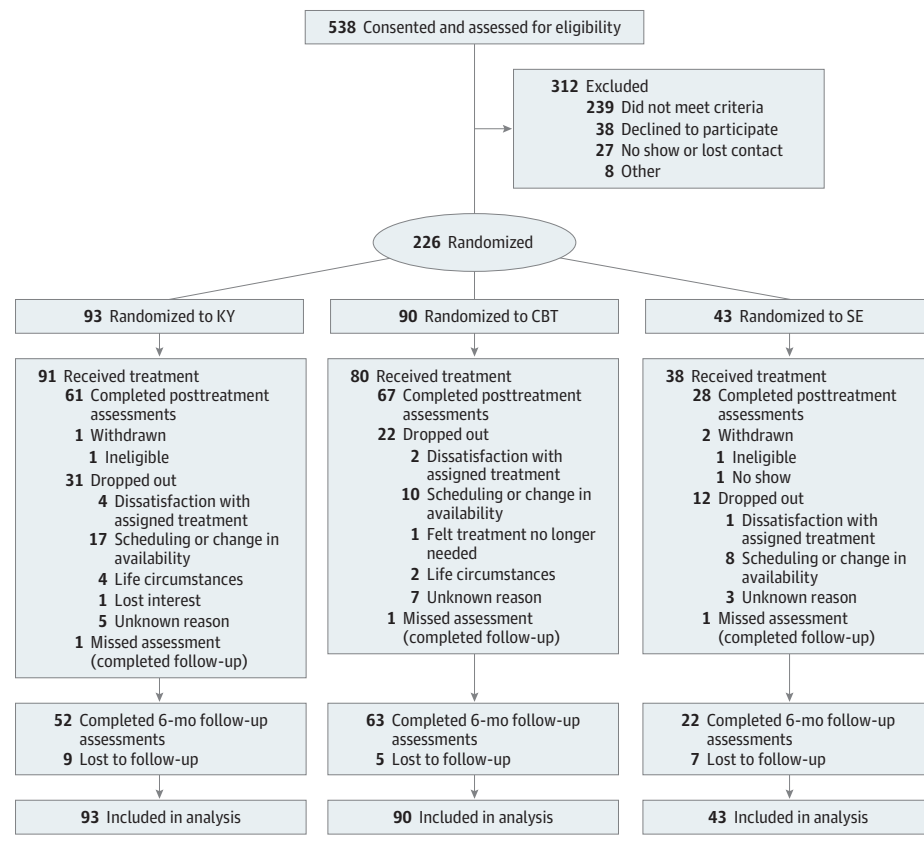 538 Consented and assessed for eligibility
312 Excluded
239 Did not meet criteria
38 Declined to participate
27 No show or lost contact
8 Other
226 Randomized
93 Randomized to KY
90 Randomized to CBT
43 Randomized to SE
91 Received treatment
61 Completed posttreatment
assessments
1 Withdrawn
1 Ineligible
31 Dropped out
4 Dissatisfaction with
assigned treatment
17 Scheduling or change in
availability
4 Life circumstances
1 Lost interest
5 Unknown reason
1 Missed assessment
(completed follow-up)
80 Received treatment
67 Completed posttreatment
assessments
22 Dropped out
2 Dissatisfaction with
assigned treatment
10 Scheduling or change in
availability
1 Felt treatment no longer
needed
2 Life circumstances
7 Unknown reason
1 Missed assessment
(completed follow-up)
38 Received treatment
28 Completed posttreatment
assessments
2 Withdrawn
1 Ineligible
1 No show
12 Dropped out
1 Dissatisfaction with
assigned treatment
8 Scheduling or change in
availability
3 Unknown reason
1 Missed assessment
(completed follow-up)
52 Completed 6-mo follow-up
assessments
9 Lost to follow-up
63 Completed 6-mo follow-up
assessments
5 Lost to follow-up
22 Completed 6-mo follow-up
assessments
7 Lost to follow-up
93 Included in analysis
90 Included in analysis
43 Included in analysis